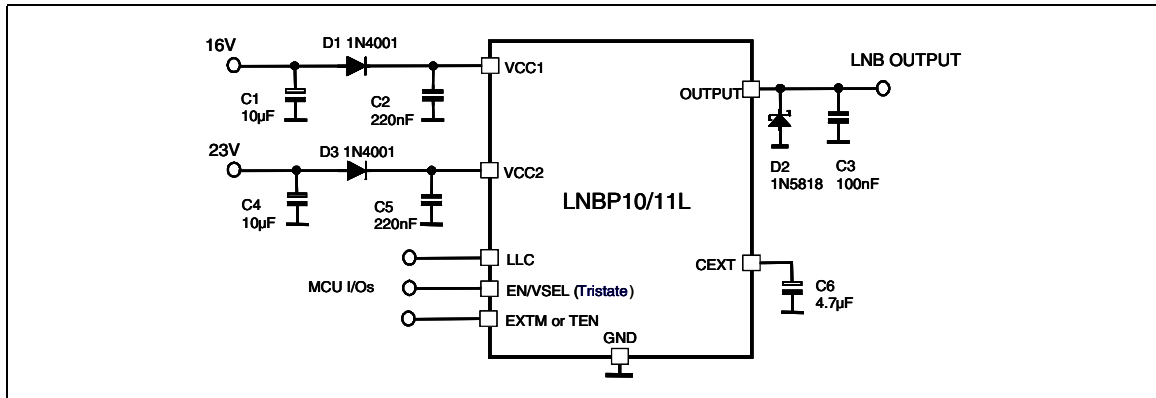 16V
D1 1N4001
VCC1
C1
10µF
C2
220nF
LNB OUTPUT
OUTPUT
D2
1N5818
C3
100nF
23V
D3 1N4001
VCC2
C4
10µF
C5
220nF
LNBP10/11L
LLC
MCU I/Os
EN/VSEL (Tristate)
EXTM or TEN
CEXT
C6
4.7µF
GND